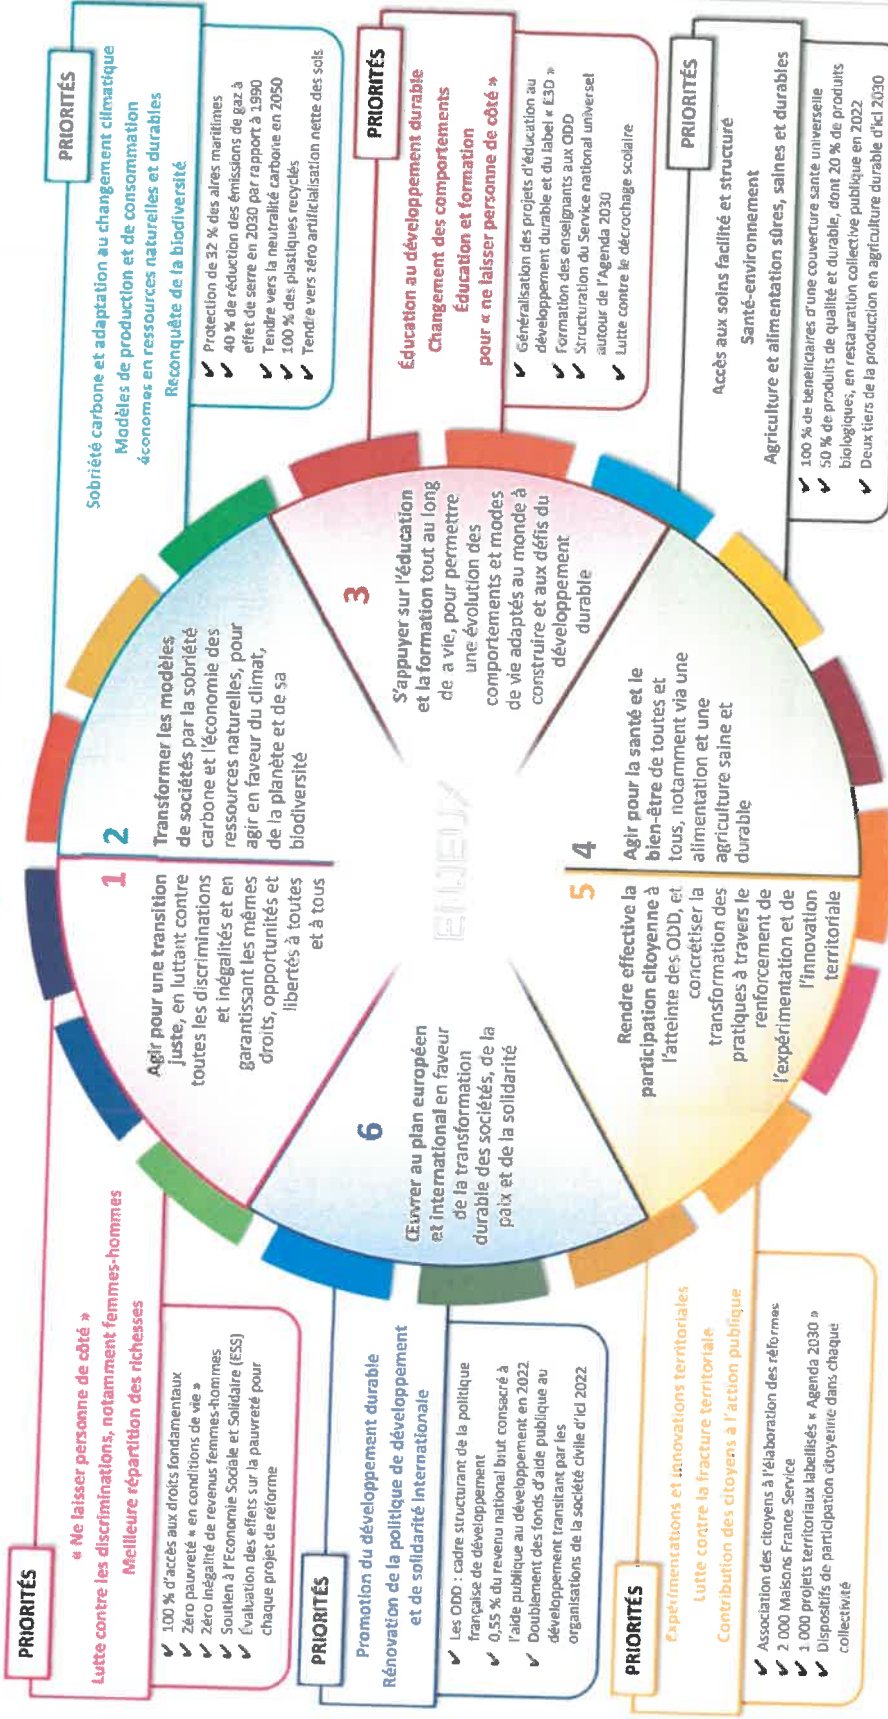 PRIORITÉS
« Ne laisser personne de côté »
Lutte contre les discriminations, notamment femmes-hommes
Meilleure répartition des richesses
✓ 100 % d'accès aux droits fondamentaux
✓ Zéro pauvreté « en conditions de vie »
✓ Zéro inégalité de revenus femmes-hommes
✓ Soutien à l'Economie Sociale et Solidaire (ESS)
✓ Évaluation des effets sur la pauvreté pour
chaque projet de réforme
PRIORITÉS
Promotion du développement durable
Rénovation de la politique de développement
et de solidarité internationale
✓ Les ODD : cadre structurant de la politique
française de développement
✓ 0,55 % du revenu national brut consacré à
l'aide publique au développement en 2022
✓ Doublement des fonds d'aide publique au
développement transitant par les
organisations de la société civile d'ici 2022
PRIORITÉS
Expérimentations et innovations territoriales
Lutte contre la fracture territoriale
Contribution des citoyens à l'action publique
✓ Association des citoyens à l'élaboration des réformes
✓ 2 000 Maisons France Service
✓ 1 000 projets territoriaux labellisés « Agenda 2030 »
✓ Dispositifs de participation citoyenne dans chaque
collectivité
ENJEUX
1
Agir pour une transition
juste, en luttant contre
toutes les discriminations
et inégalités et en
garantissant les mêmes
droits, opportunités et
libertés à toutes
et à tous
2
Transformer les modèles
de sociétés par la sobriété
carbone et l'économie des
ressources naturelles, pour
agir en faveur du climat,
de la planète et de sa
biodiversité
3
S'appuyer sur l'éducation
et la formation tout au long
de a vie, pour permettre
une évolution des
comportements et modes
de vie adaptés au monde à
construire et aux défis du
développement
durable
4
Agir pour la santé et le
bien-être de toutes et
tous, notamment via une
alimentation et une
agriculture saine et
durable
5
Rendre effective la
participation citoyenne à
l'atteinte des ODD, et
concrétiser la
transformation des
pratiques à travers le
renforcement de
l'expérimentation et de
l'innovation
territoriale
6
Œuvrer au plan européen
et international en faveur
de la transformation
durable des sociétés, de la
paix et de la solidarité
PRIORITÉS
Sobriété carbone et adaptation au changement climatique
Modèles de production et de consommation
économes en ressources naturelles et durables
Reconquête de la biodiversité
✓ Protection de 32 % des aires maritimes
✓ 40 % de réduction des émissions de gaz à
effet de serre en 2030 par rapport à 1990
✓ Tendre vers la neutralité carbone en 2050
✓ 100 % des plastiques recyclés
✓ Tendre vers zéro artificialisation nette des sols
PRIORITÉS
Éducation au développement durable
Changement des comportements
Éducation et formation
pour « ne laisser personne de côté »
✓ Généralisation des projets d'éducation au
développement durable et du label « E3D »
✓ Formation des enseignants aux ODD
✓ Structuration du Service national universel
autour de l'Agenda 2030
✓ Lutte contre le décrochage scolaire
PRIORITÉS
Accès aux soins facilité et structuré
Santé-environnement
Agriculture et alimentation sûres, saines et durables
✓ 100 % de bénéficiaires d'une couverture santé universelle
✓ 50 % de produits de qualité et durable, dont 20 % de produits
biologiques, en restauration collective publique en 2022
✓ Deux tiers de la production en agriculture durable d'ici 2030